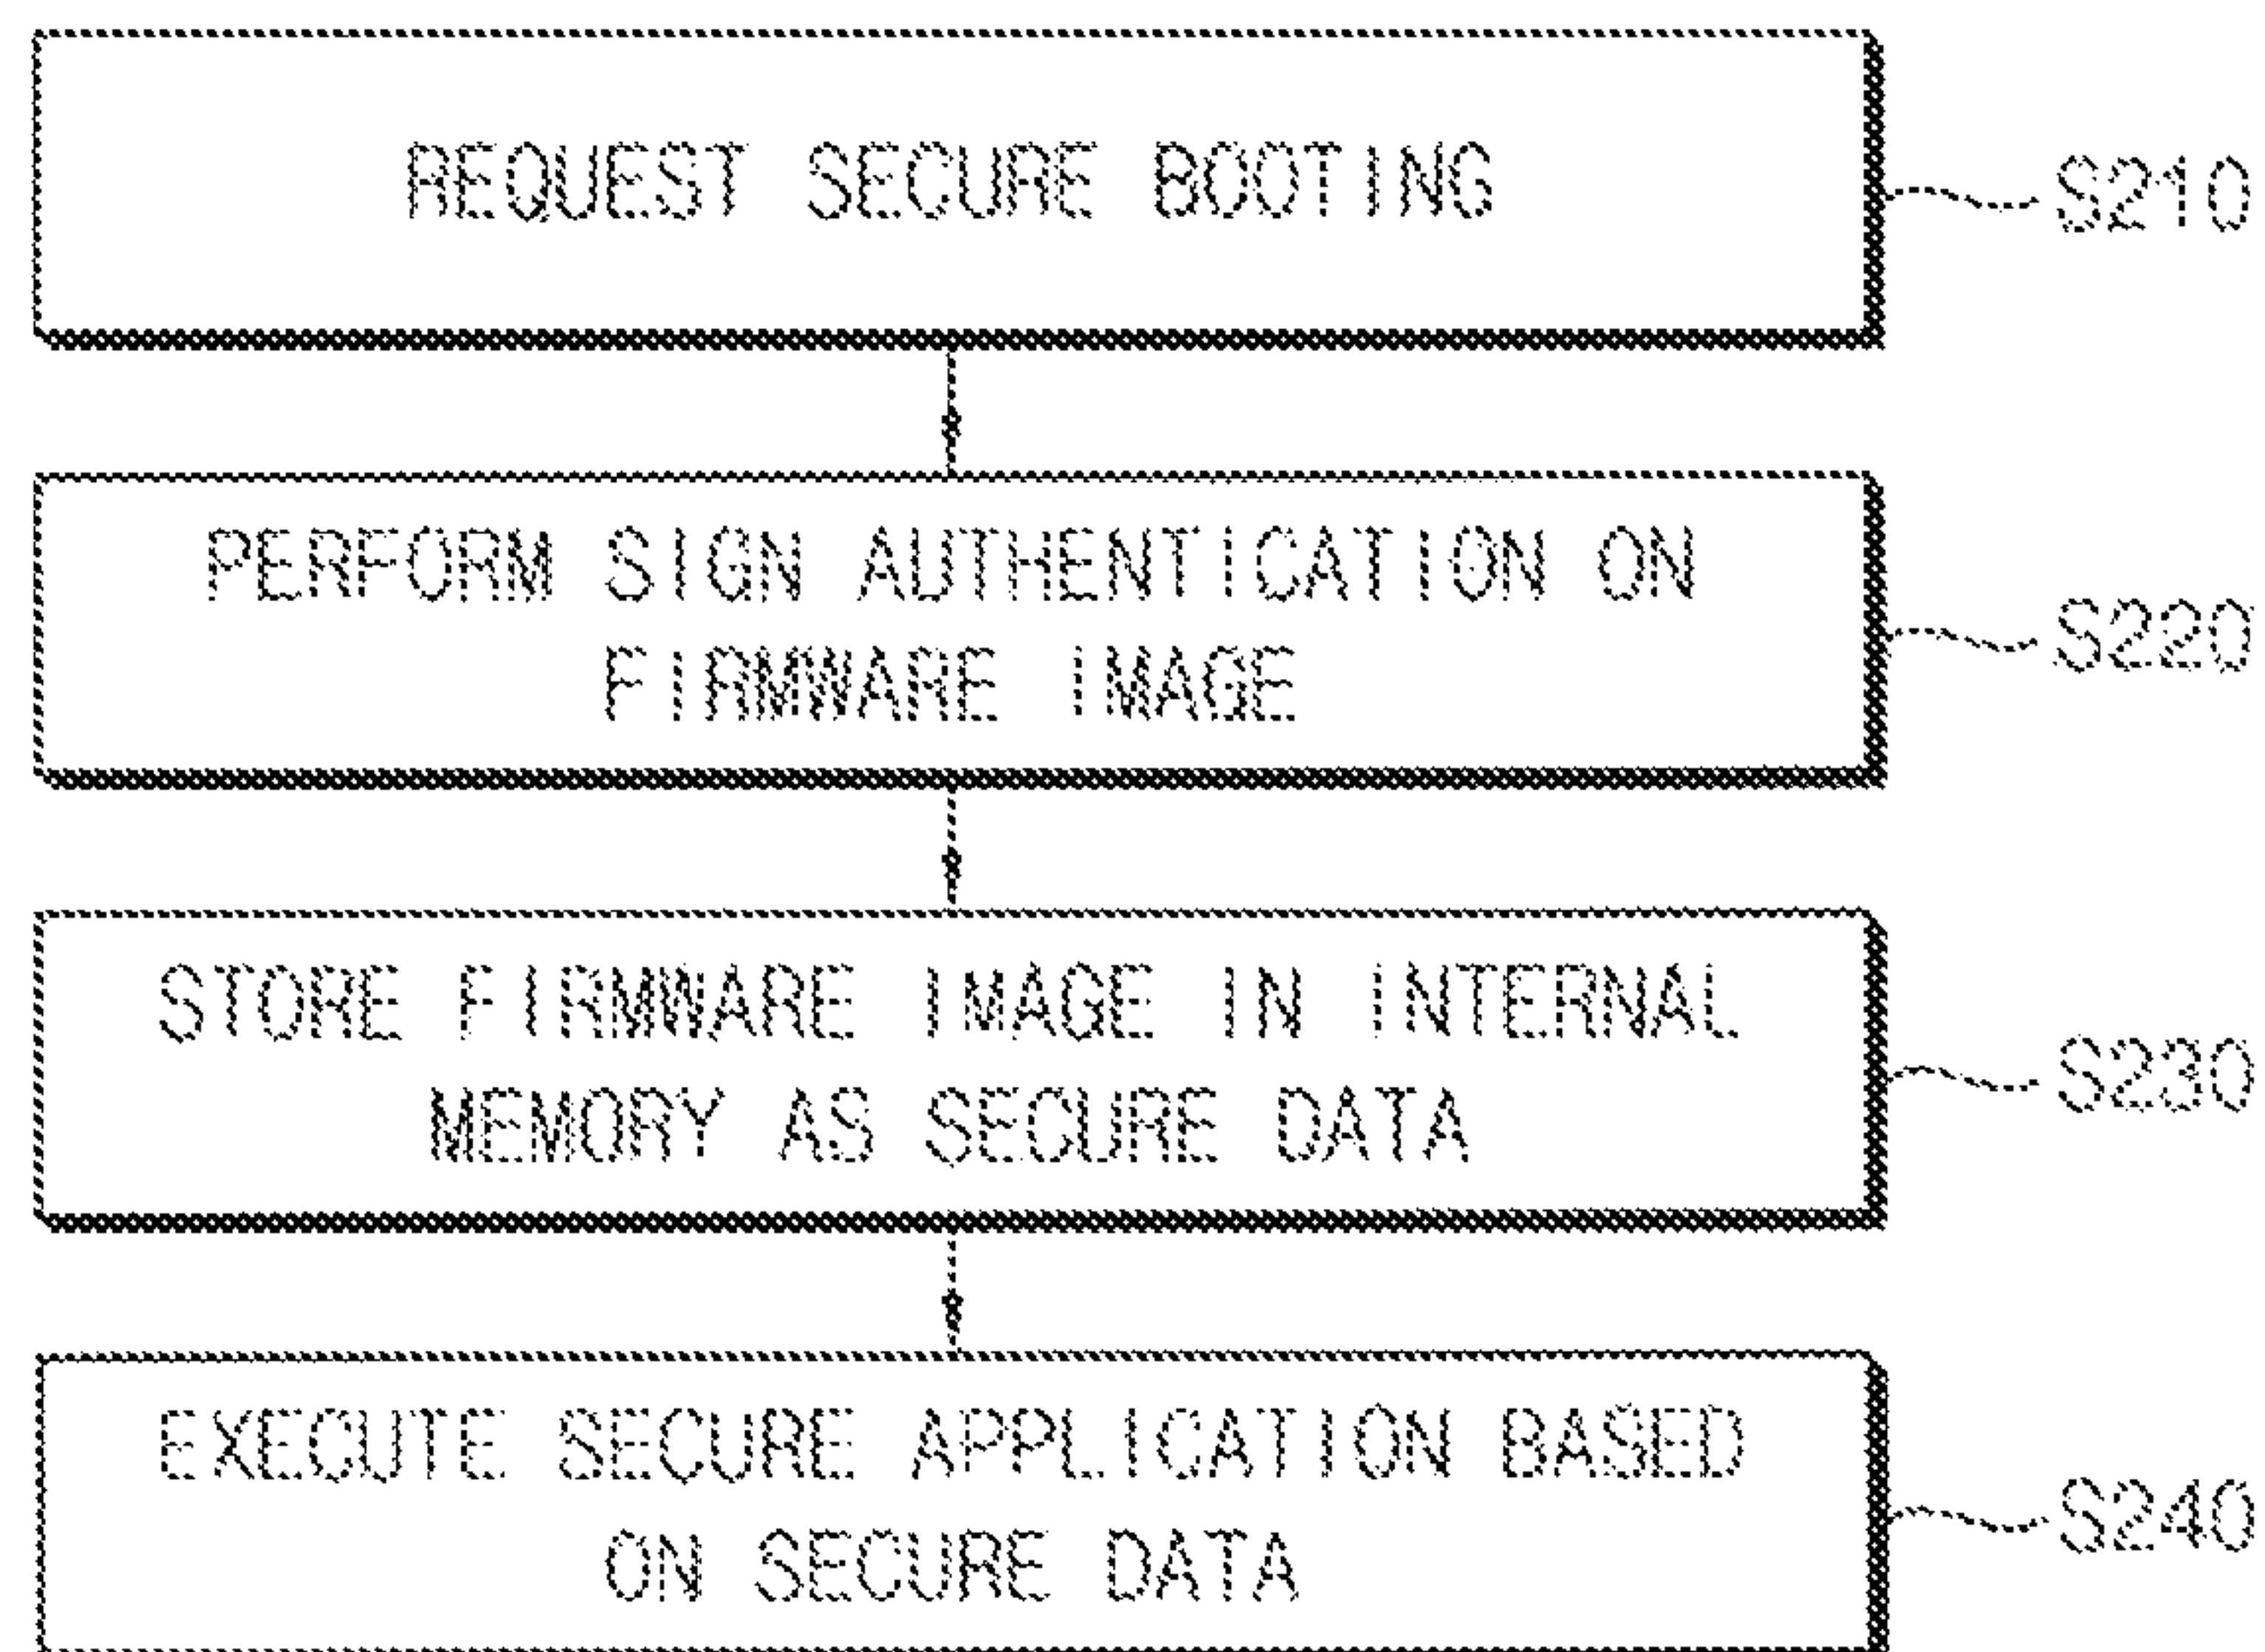 REQUEST SECURE BOOTING
S210
PERFORM SIGN AUTHENTICATION ON
FIRMWARE IMAGE
S220
STORE FIRMWARE IMAGE IN INTERNAL
MEMORY AS SECURE DATA
S230
EXECUTE SECURE APPLICATION BASED
ON SECURE DATA
S240